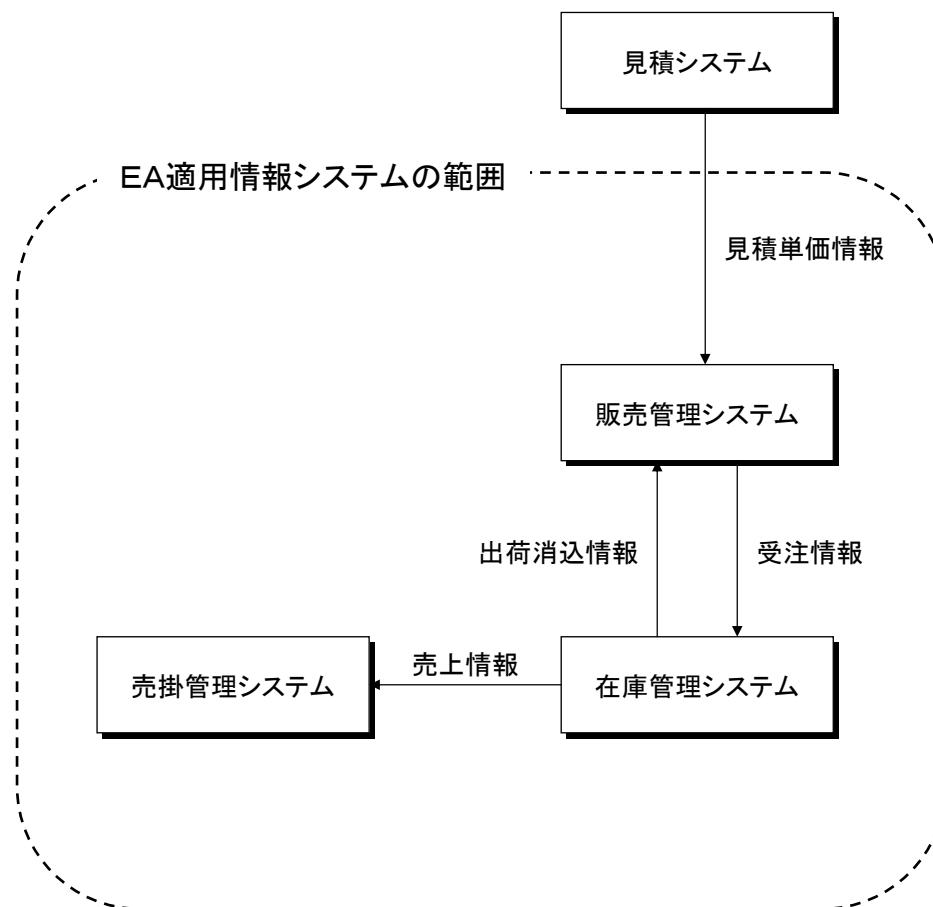 見積システム
EA適用情報システムの範囲
見積単価情報
販売管理システム
出荷消込情報
受注情報
売上情報
売掛管理システム
在庫管理システム